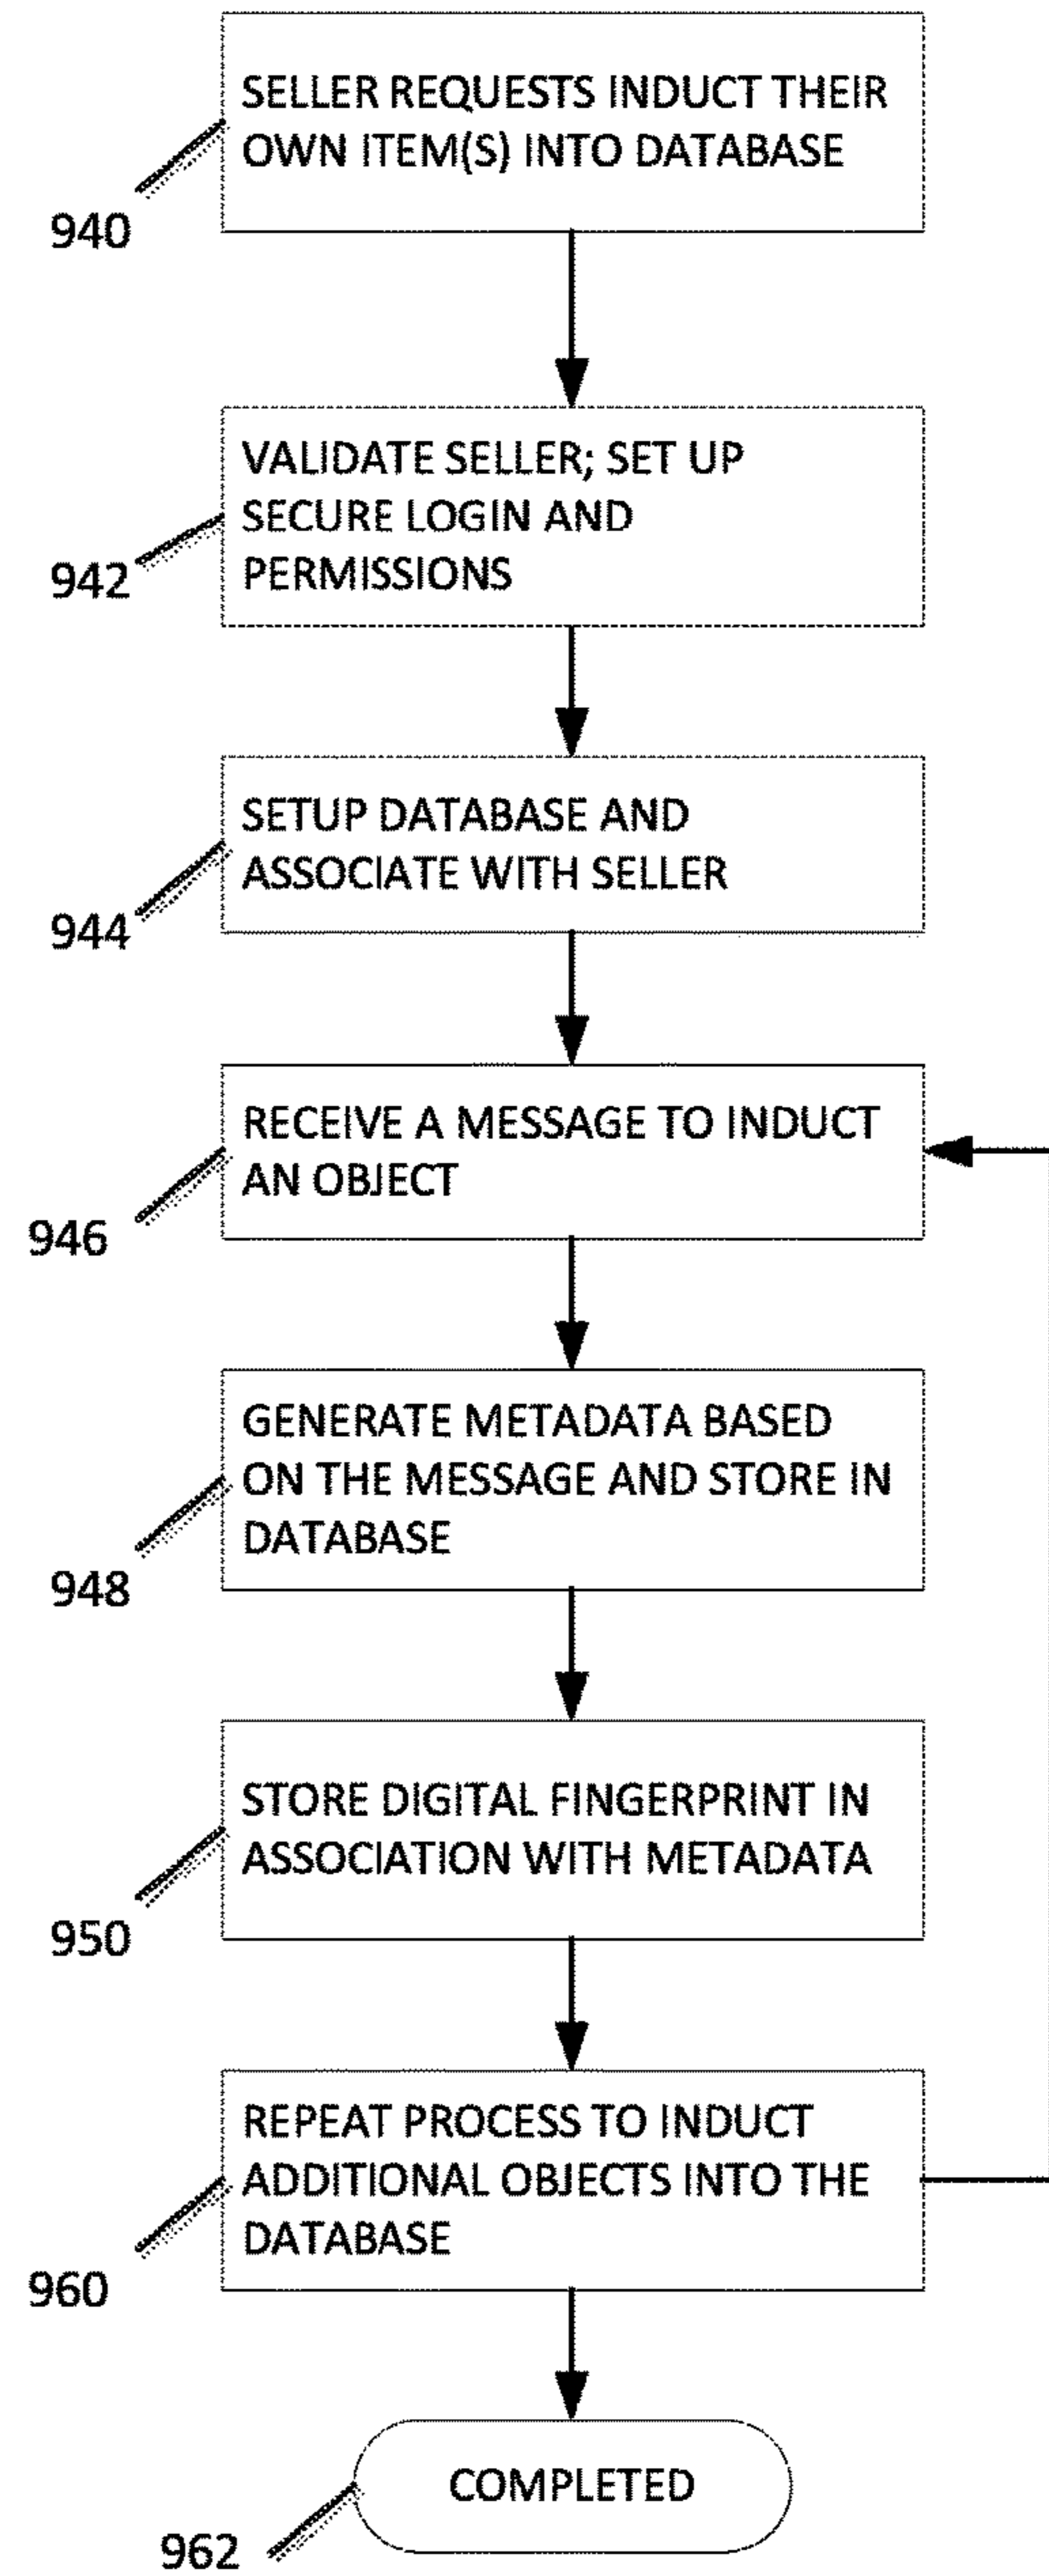 SELLER REQUESTS INDUCT THEIR
OWN ITEM(S) INTO DATABASE
940
VALIDATE SELLER; SET UP
SECURE LOGIN AND
PERMISSIONS
942
SETUP DATABASE AND
ASSOCIATE WITH SELLER
944
RECEIVE A MESSAGE TO INDUCT
AN OBJECT
946
GENERATE METADATA BASED
ON THE MESSAGE AND STORE IN
DATABASE
948
STORE DIGITAL FINGERPRINT IN
ASSOCIATION WITH METADATA
950
REPEAT PROCESS TO INDUCT
ADDITIONAL OBJECTS INTO THE
DATABASE
960
COMPLETED
962